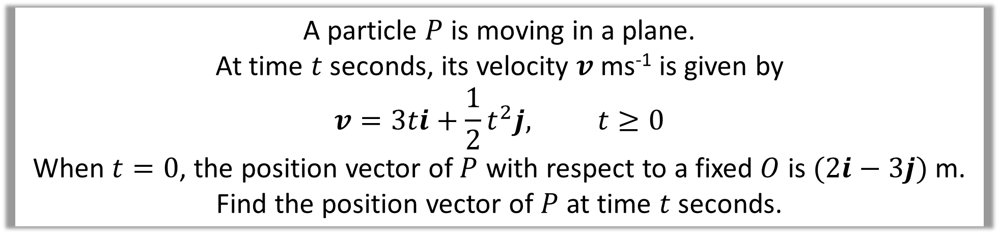 A particle P is moving in a plane.
At time t seconds, its velocity v ms⁻¹ is given by
v = 3ti + 1/2 t²j, t ≥ 0
When t = 0, the position vector of P with respect to a fixed O is (2i − 3j) m.
Find the position vector of P at time t seconds.